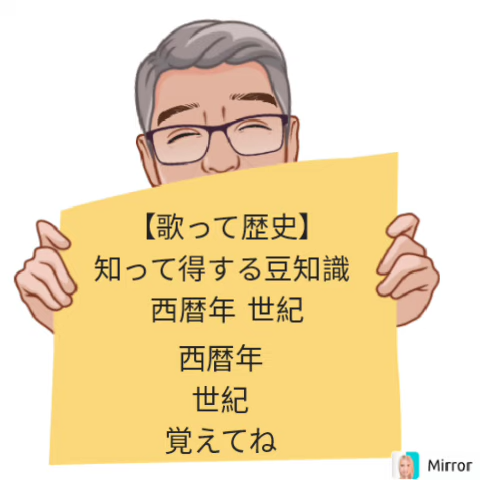 【歌って歴史】
知って得する豆知識
西暦年 世紀
西暦年
世紀
覚えてね
Mirror